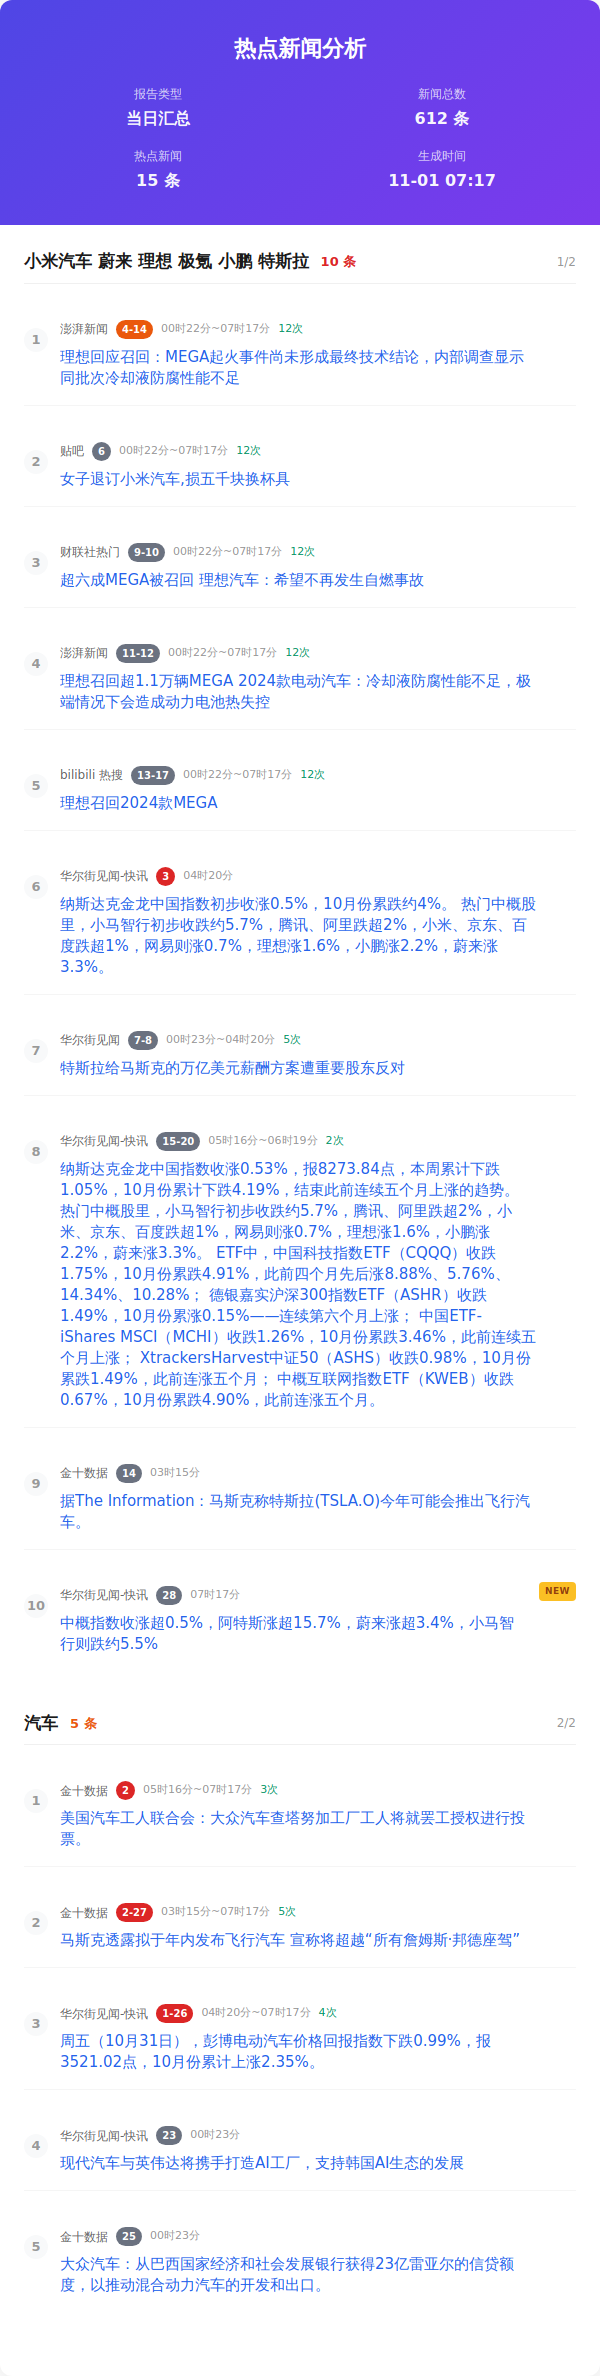 热点新闻分析
报告类型
当日汇总
新闻总数
612 条
热点新闻
15 条
生成时间
11-01 07:17
小米汽车 蔚来 理想 极氪 小鹏 特斯拉 10 条 1/2
1
澎湃新闻 4-14 00时22分~07时17分 12次
理想回应召回：MEGA起火事件尚未形成最终技术结论，内部调查显示
同批次冷却液防腐性能不足
2
贴吧 6 00时22分~07时17分 12次
女子退订小米汽车,损五千块换杯具
3
财联社热门 9-10 00时22分~07时17分 12次
超六成MEGA被召回 理想汽车：希望不再发生自燃事故
4
澎湃新闻 11-12 00时22分~07时17分 12次
理想召回超1.1万辆MEGA 2024款电动汽车：冷却液防腐性能不足，极
端情况下会造成动力电池热失控
5
bilibili 热搜 13-17 00时22分~07时17分 12次
理想召回2024款MEGA
6
华尔街见闻-快讯 3 04时20分
纳斯达克金龙中国指数初步收涨0.5%，10月份累跌约4%。 热门中概股
里，小马智行初步收跌约5.7%，腾讯、阿里跌超2%，小米、京东、百
度跌超1%，网易则涨0.7%，理想涨1.6%，小鹏涨2.2%，蔚来涨
3.3%。
7
华尔街见闻 7-8 00时23分~04时20分 5次
特斯拉给马斯克的万亿美元薪酬方案遭重要股东反对
8
华尔街见闻-快讯 15-20 05时16分~06时19分 2次
纳斯达克金龙中国指数收涨0.53%，报8273.84点，本周累计下跌
1.05%，10月份累计下跌4.19%，结束此前连续五个月上涨的趋势。
热门中概股里，小马智行初步收跌约5.7%，腾讯、阿里跌超2%，小
米、京东、百度跌超1%，网易则涨0.7%，理想涨1.6%，小鹏涨
2.2%，蔚来涨3.3%。 ETF中，中国科技指数ETF（CQQQ）收跌
1.75%，10月份累跌4.91%，此前四个月先后涨8.88%、5.76%、
14.34%、10.28%； 德银嘉实沪深300指数ETF（ASHR）收跌
1.49%，10月份累涨0.15%——连续第六个月上涨； 中国ETF-
iShares MSCI（MCHI）收跌1.26%，10月份累跌3.46%，此前连续五
个月上涨； XtrackersHarvest中证50（ASHS）收跌0.98%，10月份
累跌1.49%，此前连涨五个月； 中概互联网指数ETF（KWEB）收跌
0.67%，10月份累跌4.90%，此前连涨五个月。
9
金十数据 14 03时15分
据The Information：马斯克称特斯拉(TSLA.O)今年可能会推出飞行汽
车。
10
华尔街见闻-快讯 28 07时17分 NEW
中概指数收涨超0.5%，阿特斯涨超15.7%，蔚来涨超3.4%，小马智
行则跌约5.5%
汽车 5 条 2/2
1
金十数据 2 05时16分~07时17分 3次
美国汽车工人联合会：大众汽车查塔努加工厂工人将就罢工授权进行投
票。
2
金十数据 2-27 03时15分~07时17分 5次
马斯克透露拟于年内发布飞行汽车 宣称将超越“所有詹姆斯·邦德座驾”
3
华尔街见闻-快讯 1-26 04时20分~07时17分 4次
周五（10月31日），彭博电动汽车价格回报指数下跌0.99%，报
3521.02点，10月份累计上涨2.35%。
4
华尔街见闻-快讯 23 00时23分
现代汽车与英伟达将携手打造AI工厂，支持韩国AI生态的发展
5
金十数据 25 00时23分
大众汽车：从巴西国家经济和社会发展银行获得23亿雷亚尔的信贷额
度，以推动混合动力汽车的开发和出口。